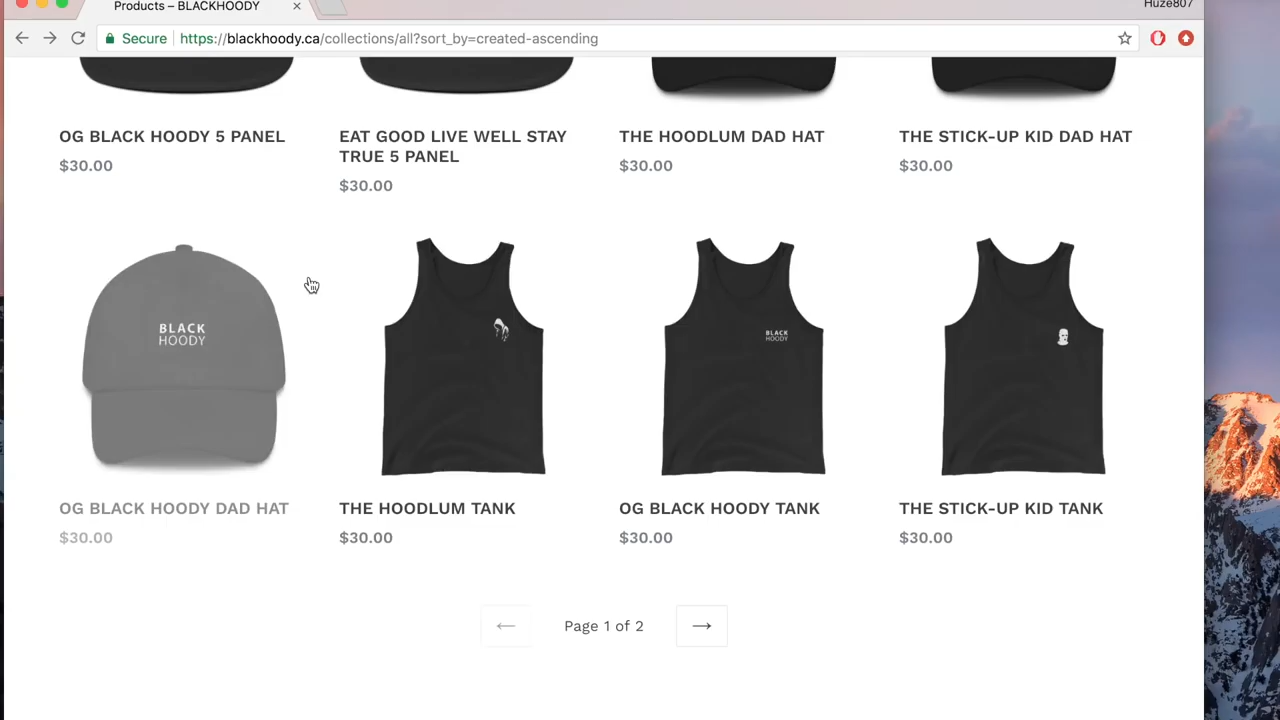 Products – BLACKHOODY
Huze807
Secure https://blackhoody.ca/collections/all?sort_by=created-ascending
OG BLACK HOODY 5 PANEL
$30.00
EAT GOOD LIVE WELL STAY
TRUE 5 PANEL
$30.00
THE HOODLUM DAD HAT
$30.00
THE STICK-UP KID DAD HAT
$30.00
BLACK
HOODY
BLACK
HOODY
OG BLACK HOODY DAD HAT
$30.00
THE HOODLUM TANK
$30.00
OG BLACK HOODY TANK
$30.00
THE STICK-UP KID TANK
$30.00
← Page 1 of 2 →